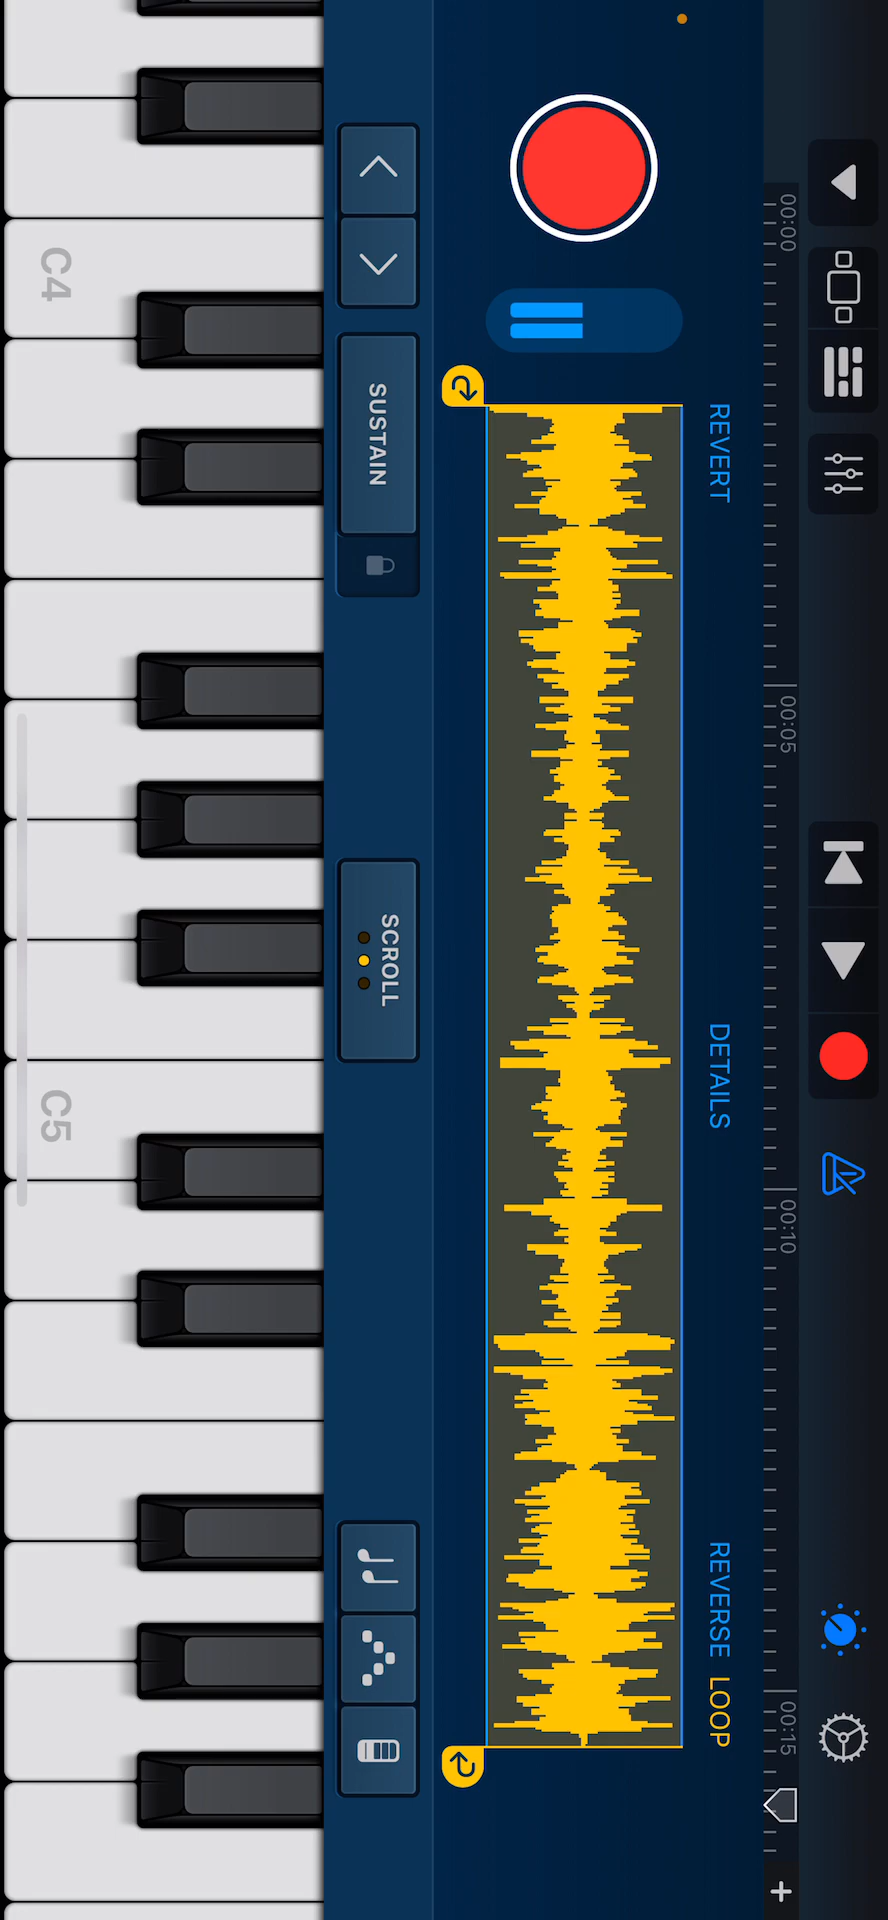 00:00
00:05
00:10
00:15
+
REVERT
DETAILS
REVERSE
LOOP
SUSTAIN
SCROLL
C4
C5